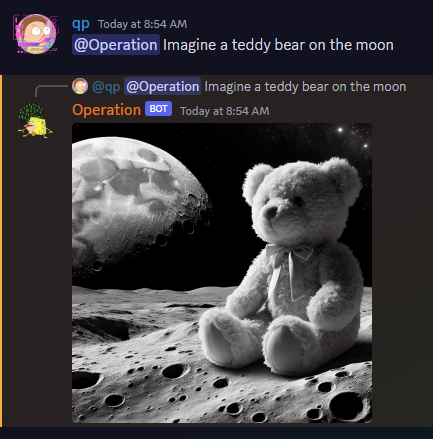 qp Today at 8:54 AM
@Operation Imagine a teddy bear on the moon
@qp @Operation Imagine a teddy bear on the moon
Operation BOT Today at 8:54 AM